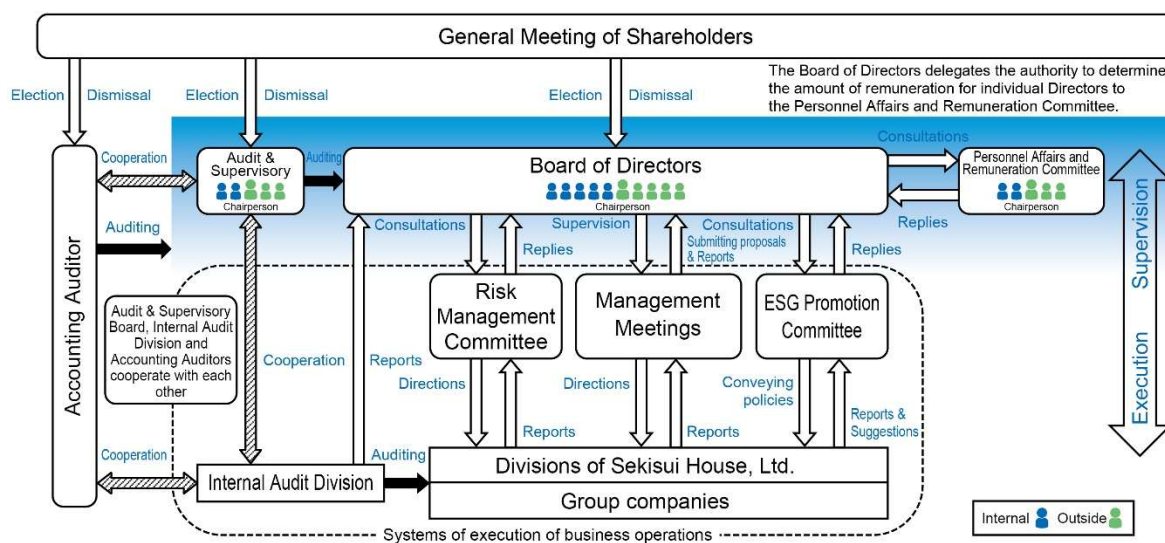 General Meeting of Shareholders
The Board of Directors delegates the authority to determine
the amount of remuneration for individual Directors to
the Personnel Affairs and Remuneration Committee.
Election
Dismissal
Election
Dismissal
Election
Dismissal
Cooperation
Audit &
Supervisory
Chairperson
Auditing
Board of Directors
Chairperson
Consultations
Personnel Affairs and
Remuneration Committee
Chairperson
Replies
Auditing
Accounting Auditor
Consultations
Replies
Supervision
Submitting proposals
& Reports
Consultations
Replies
Supervision
Execution
Audit & Supervisory
Board, Internal Audit
Division and
Accounting Auditors
cooperate with each
other
Cooperation
Reports
Risk
Management
Committee
Management
Meetings
ESG Promotion
Committee
Directions
Reports
Directions
Reports
Conveying
policies
Reports &
Suggestions
Cooperation
Internal Audit Division
Auditing
Divisions of Sekisui House, Ltd.
Group companies
Systems of execution of business operations
Internal
Outside